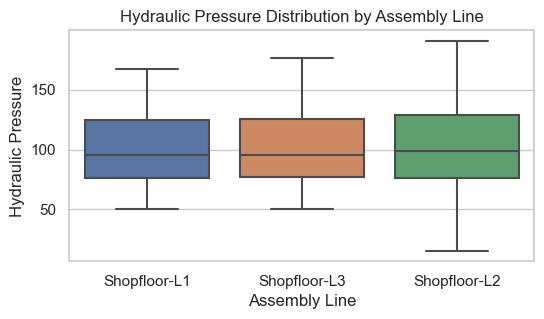 Hydraulic Pressure Distribution by Assembly Line
Hydraulic Pressure
150
100
50
Shopfloor-L1
Shopfloor-L3
Shopfloor-L2
Assembly Line